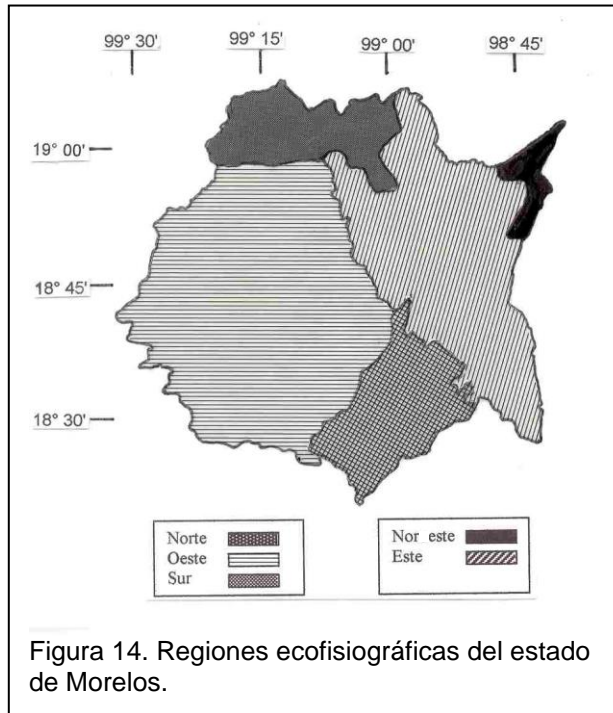 99° 30' 99° 15' 99° 00' 98° 45'
19° 00'
18° 45'
18° 30'
Norte
Oeste
Sur
Nor este
Este
Figura 14. Regiones ecofisiográficas del estado
de Morelos.